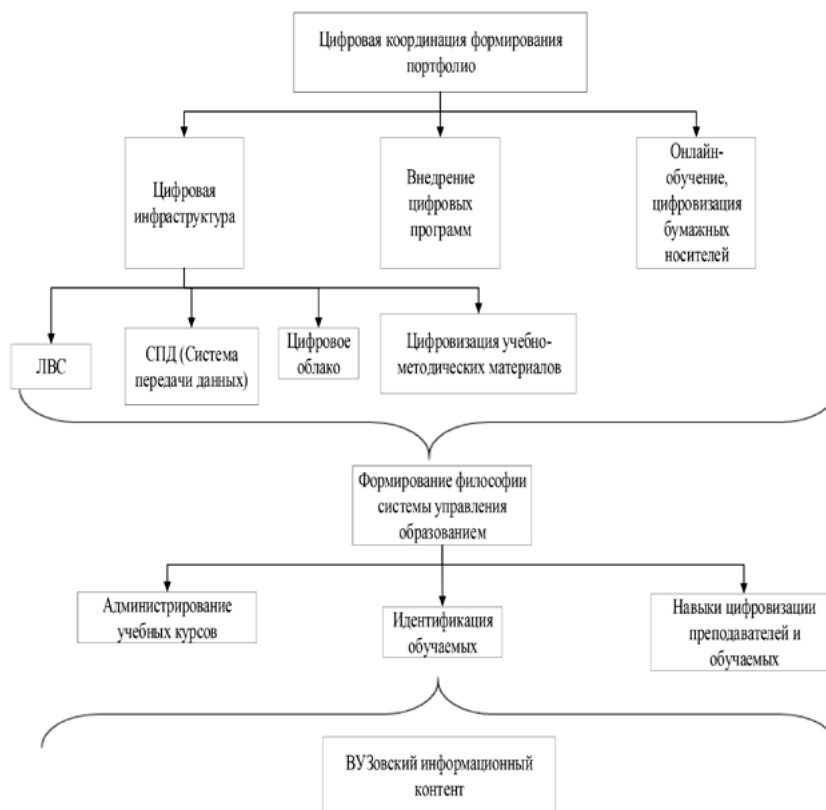 Цифровая координация формирования
портфолио
Цифровая
инфраструктура
Внедрение
цифровых
программ
Онлайн-
обучение,
цифровизация
бумажных
носителей
ЛВС
СПД (Система
передачи данных)
Цифровое
облако
Цифровизация учебно-
методических материалов
Формирование философии
системы управления
образованием
Администрирование
учебных курсов
Идентификация
обучаемых
Навыки цифровизации
преподавателей и
обучаемых
ВУЗовский информационный
контент